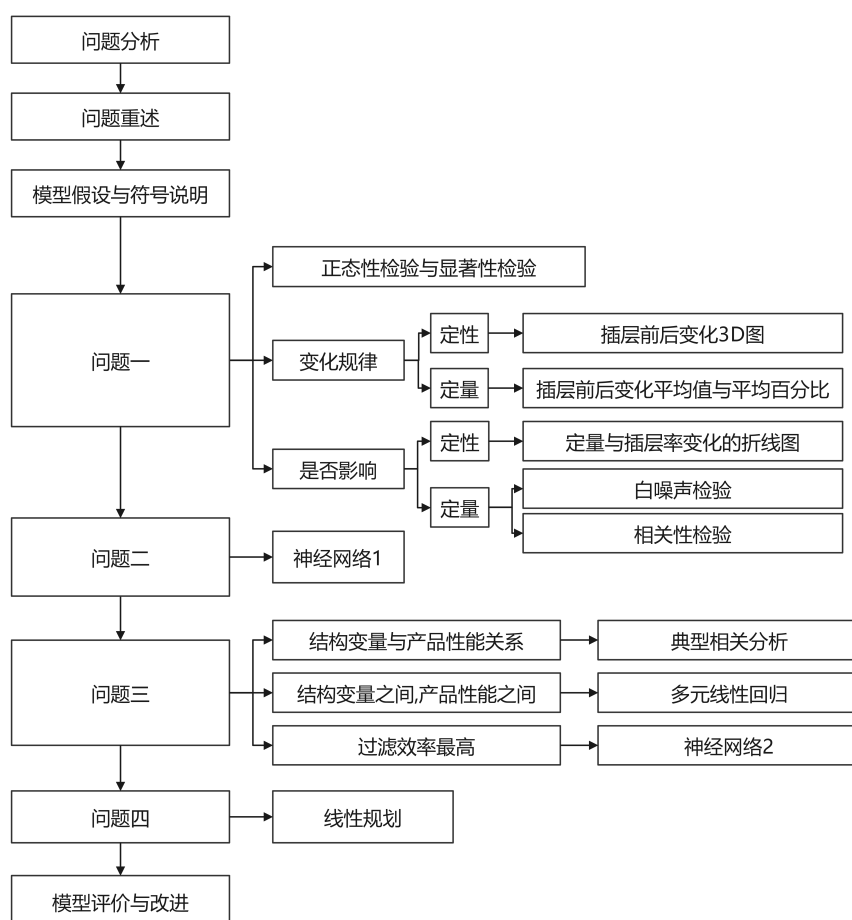 问题分析
问题重述
模型假设与符号说明
问题一
正态性检验与显著性检验
变化规律
定性
插层前后变化3D图
定量
插层前后变化平均值与平均百分比
是否影响
定性
定量与插层率变化的折线图
定量
白噪声检验
相关性检验
问题二
神经网络1
问题三
结构变量与产品性能关系
典型相关分析
结构变量之间,产品性能之间
多元线性回归
过滤效率最高
神经网络2
问题四
线性规划
模型评价与改进